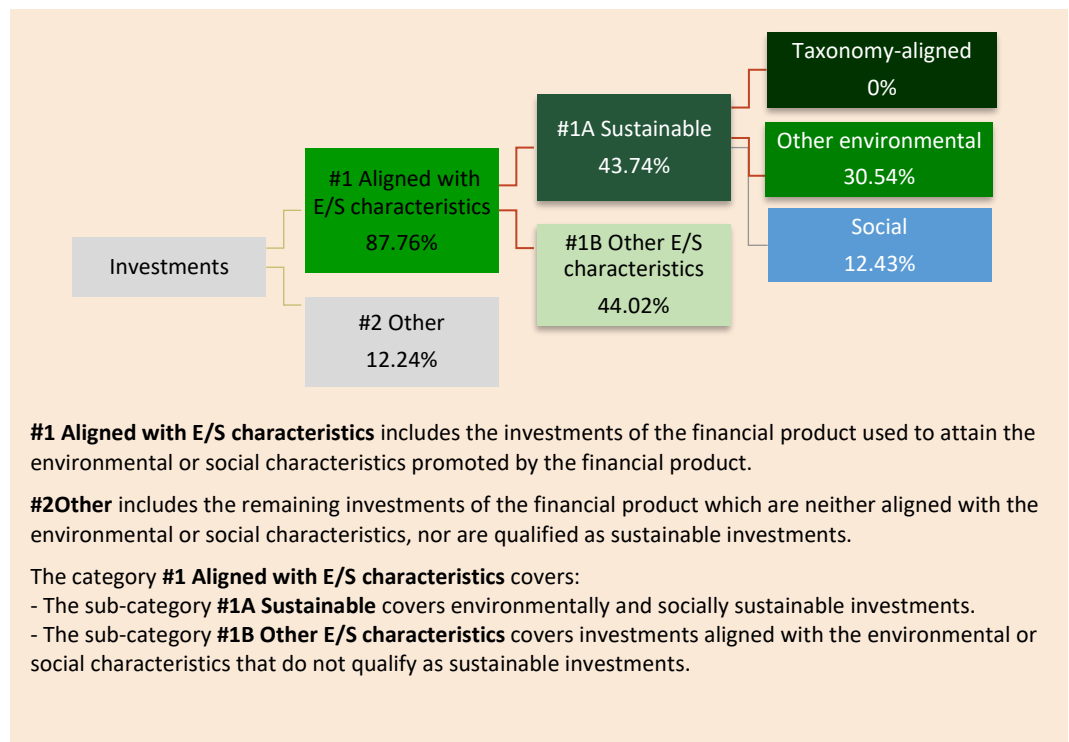 Investments
#1 Aligned with
E/S characteristics
87.76%
#2 Other
12.24%
#1A Sustainable
43.74%
#1B Other E/S
characteristics
44.02%
Taxonomy-aligned
0%
Other environmental
30.54%
Social
12.43%
#1 Aligned with E/S characteristics includes the investments of the financial product used to attain the
environmental or social characteristics promoted by the financial product.
#2Other includes the remaining investments of the financial product which are neither aligned with the
environmental or social characteristics, nor are qualified as sustainable investments.
The category #1 Aligned with E/S characteristics covers:
- The sub-category #1A Sustainable covers environmentally and socially sustainable investments.
- The sub-category #1B Other E/S characteristics covers investments aligned with the environmental or
social characteristics that do not qualify as sustainable investments.